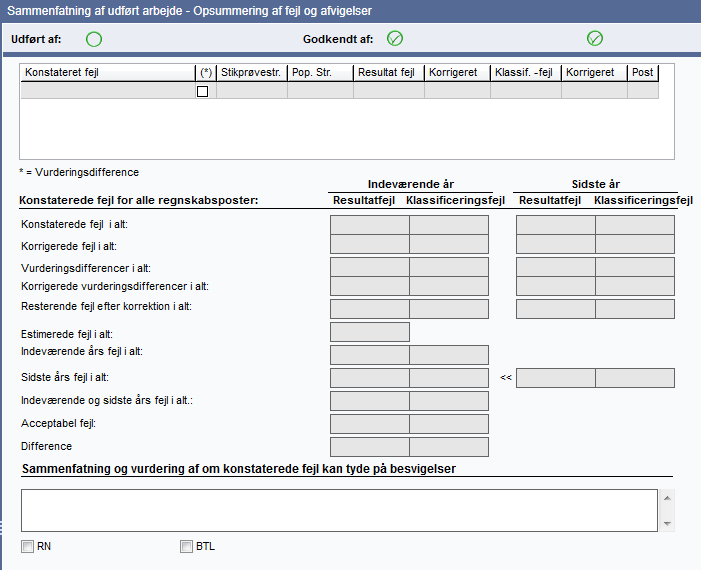 Sammenfatning af udført arbejde - Opsummering af fejl og afvigelser
Udført af: Godkendt af:
Konstateret fejl (*) Stikprøvestr. Pop. Str. Resultat fejl Korrigeret Klassif. -fejl Korrigeret Post
* = Vurderingsdifference
Indeværende år Sidste år
Konstaterede fejl for alle regnskabsposter: Resultatfejl Klassificeringsfejl Resultatfejl Klassificeringsfejl
Konstaterede fejl i alt:
Korrigerede fejl i alt:
Vurderingsdifferencer i alt:
Korrigerede vurderingsdifferencer i alt:
Resterende fejl efter korrektion i alt:
Estimerede fejl i alt:
Indeværende års fejl i alt:
Sidste års fejl i alt: <<
Indeværende og sidste års fejl i alt.:
Acceptabel fejl:
Difference
Sammenfatning og vurdering af om konstaterede fejl kan tyde på besvigelser
RN BTL